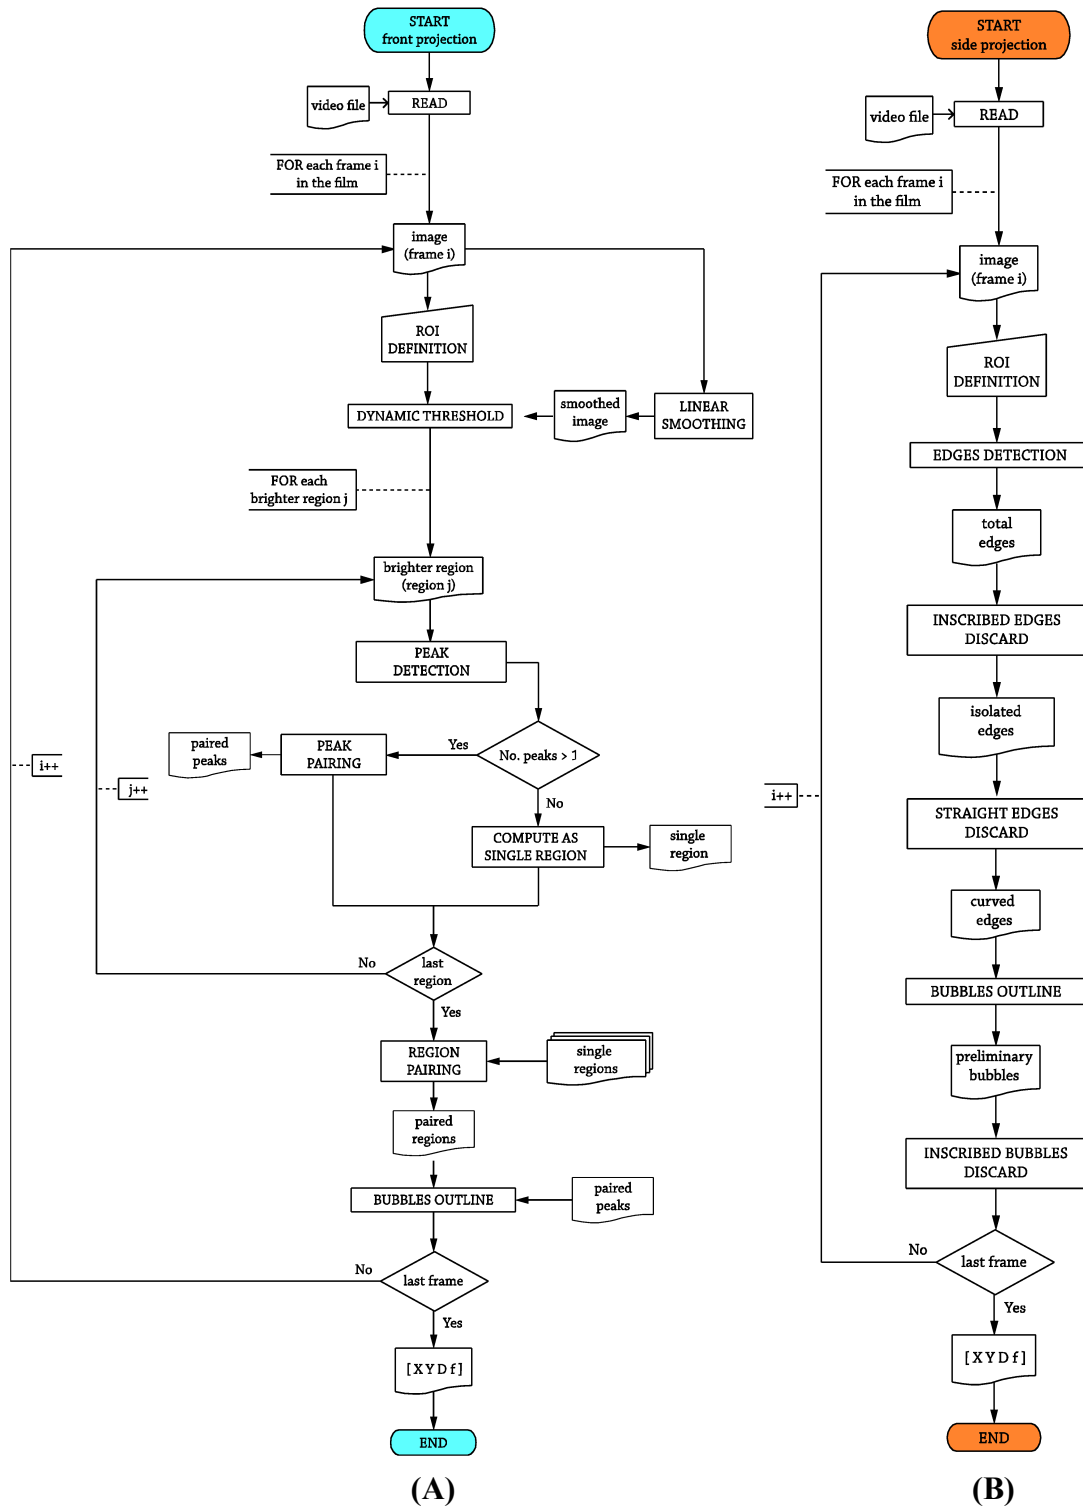 START
front projection
video file
READ
FOR each frame i
in the film
image
(frame i)
ROI
DEFINITION
DYNAMIC THRESHOLD
smoothed
image
LINEAR
SMOOTHING
FOR each
brighter region j
brighter region
(region j)
PEAK
DETECTION
No. peaks > 1
Yes
No
PEAK
PAIRING
paired
peaks
i++
j++
COMPUTE AS
SINGLE REGION
single
region
last
region
No
Yes
REGION
PAIRING
single
regions
paired
regions
BUBBLES OUTLINE
paired
peaks
last frame
No
Yes
[ X Y D f ]
END
(A)
START
side projection
video file
READ
FOR each frame i
in the film
image
(frame i)
ROI
DEFINITION
EDGES DETECTION
total
edges
INSCRIBED EDGES
DISCARD
isolated
edges
i++
STRAIGHT EDGES
DISCARD
curved
edges
BUBBLES OUTLINE
preliminary
bubbles
INSCRIBED BUBBLES
DISCARD
last frame
No
Yes
[ X Y D f ]
END
(B)